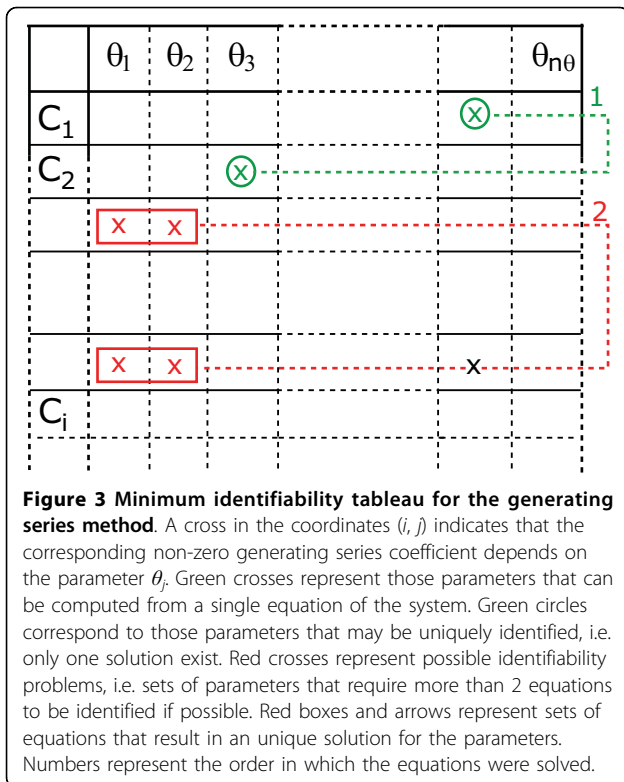 θ1 θ2 θ3 θnθ
1
C1 x
C2 x
x x 2
x x x
Ci
Figure 3 Minimum identifiability tableau for the generating
series method. A cross in the coordinates (i, j) indicates that the
corresponding non-zero generating series coefficient depends on
the parameter θj. Green crosses represent those parameters that can
be computed from a single equation of the system. Green circles
correspond to those parameters that may be uniquely identified, i.e.
only one solution exist. Red crosses represent possible identifiability
problems, i.e. sets of parameters that require more than 2 equations
to be identified if possible. Red boxes and arrows represent sets of
equations that result in an unique solution for the parameters.
Numbers represent the order in which the equations were solved.